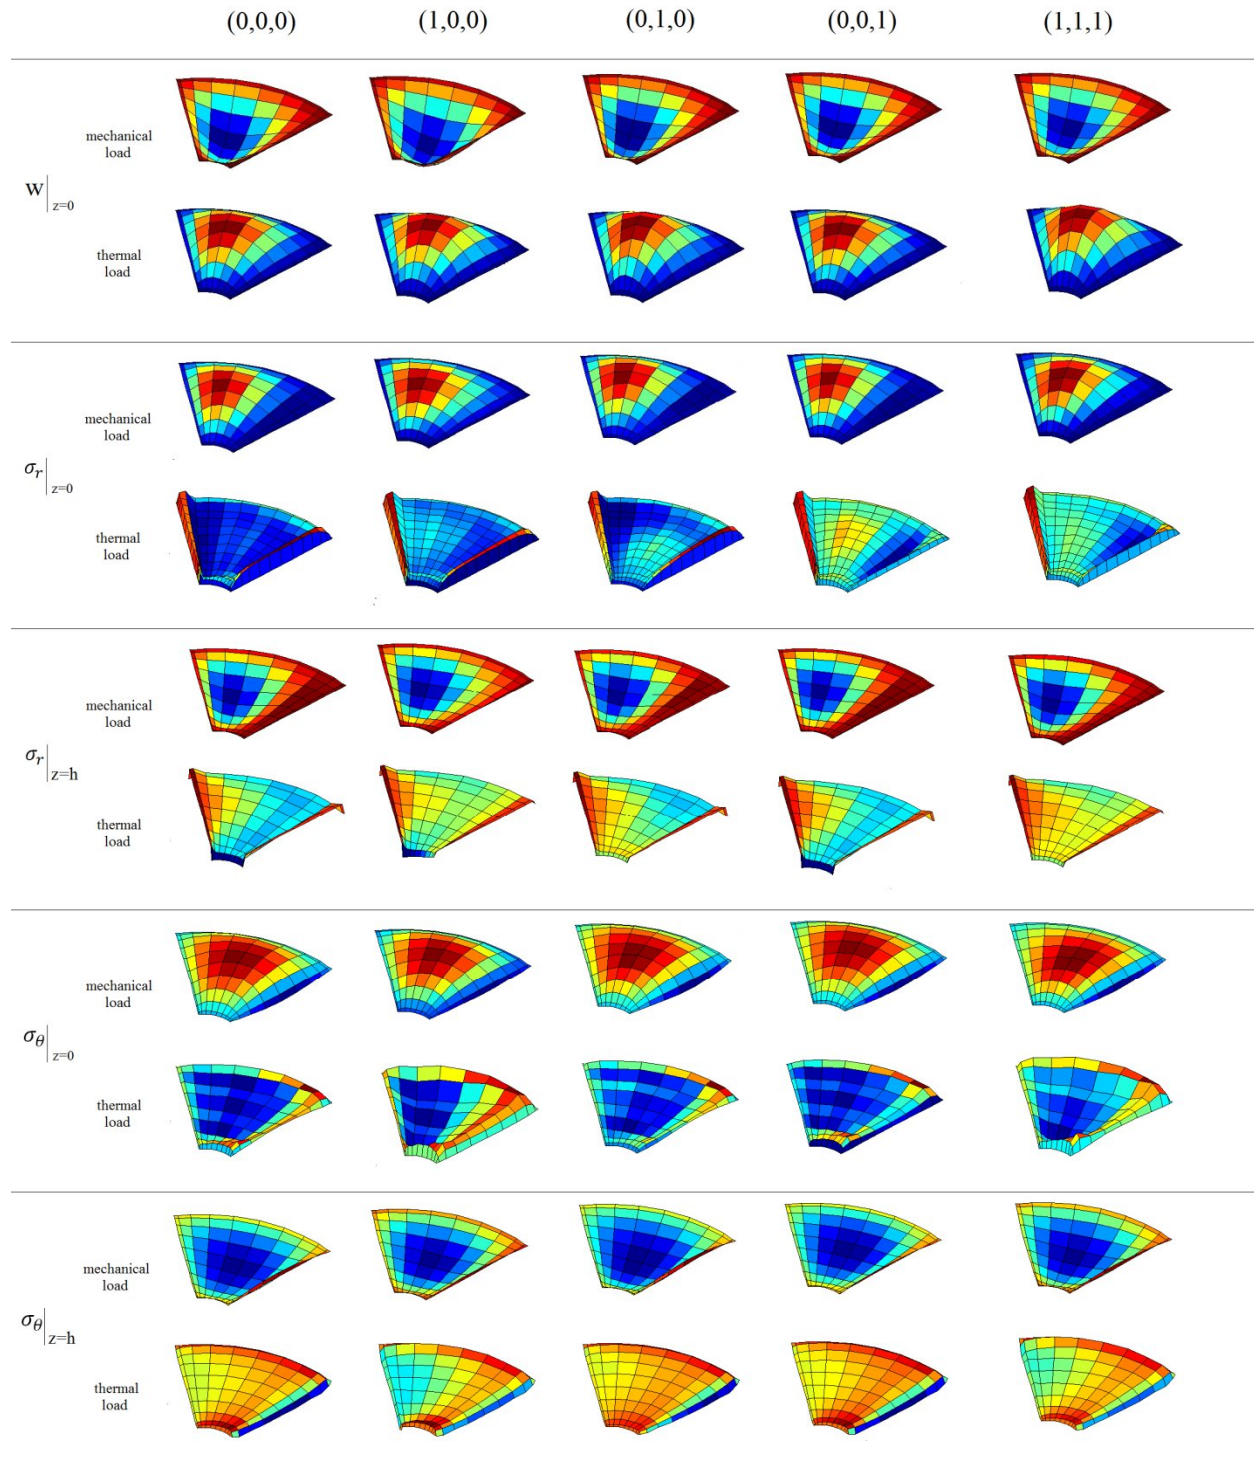 (0,0,0) (1,0,0) (0,1,0) (0,0,1) (1,1,1)
mechanical
load
W|z=0
thermal
load
mechanical
load
σr|z=0
thermal
load
mechanical
load
σr|z=h
thermal
load
mechanical
load
σθ|z=0
thermal
load
mechanical
load
σθ|z=h
thermal
load